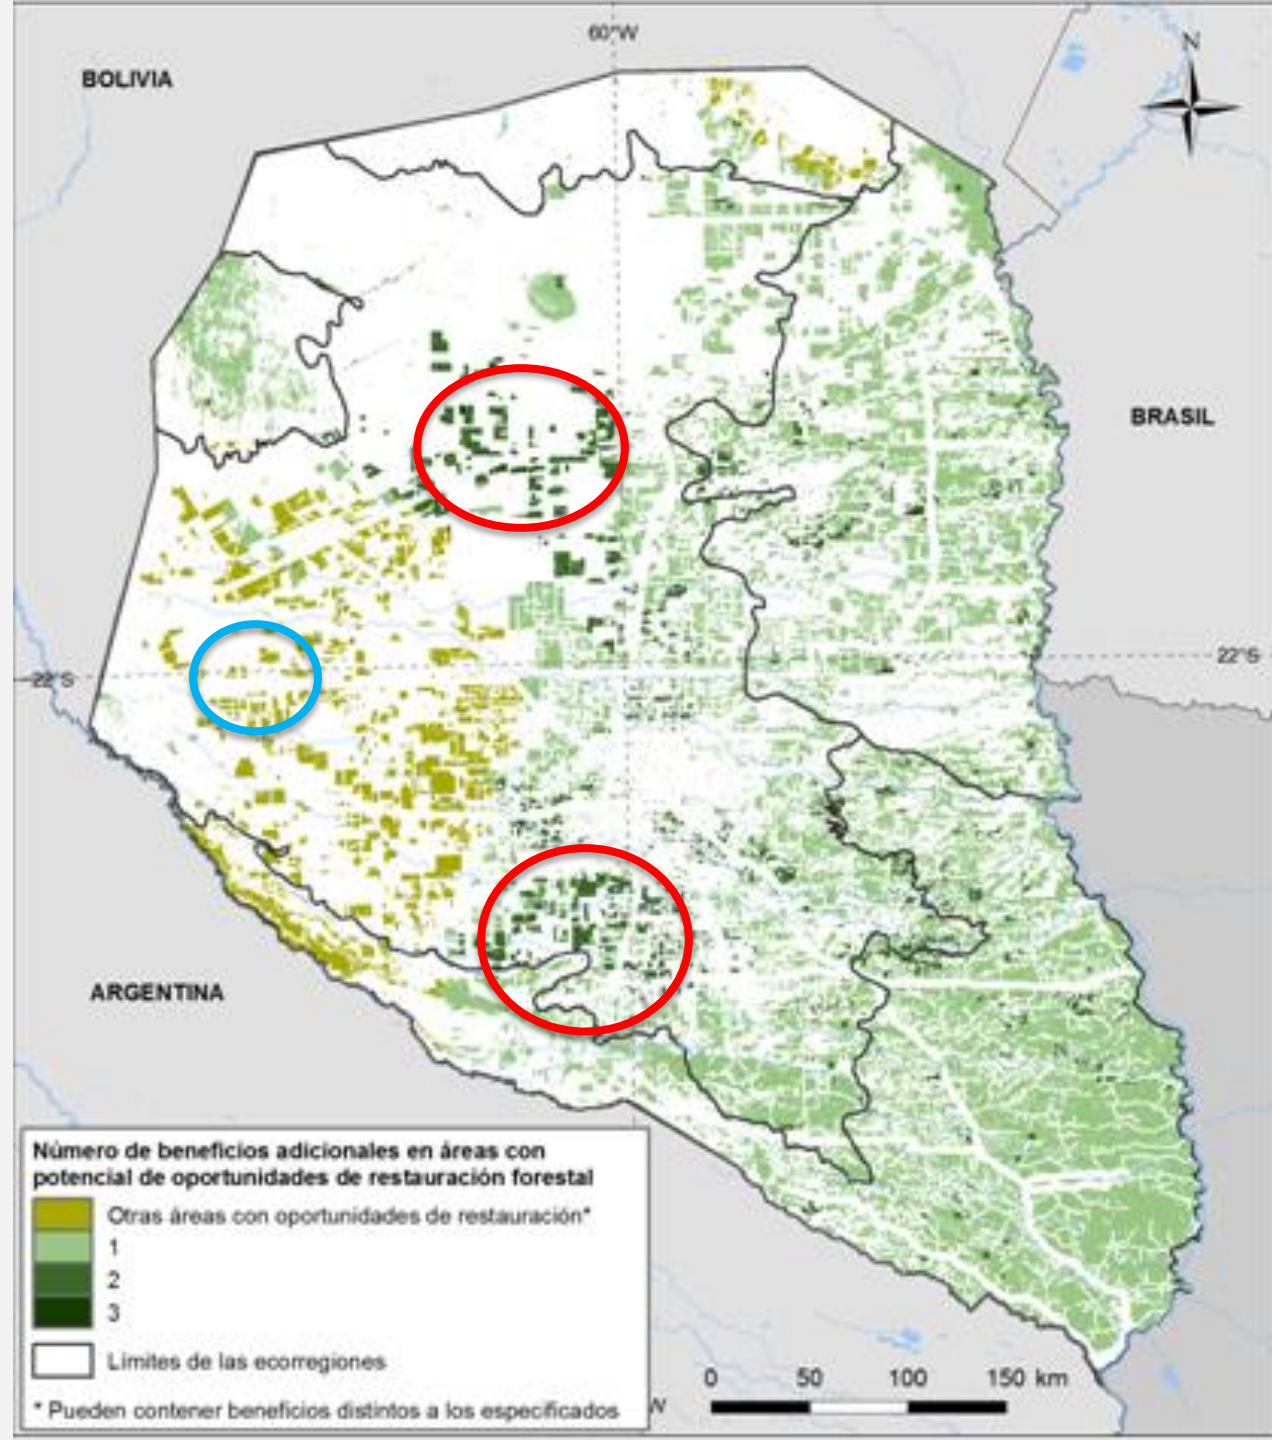 60°W
N
BOLIVIA
BRASIL
22°S
22°S
ARGENTINA
Número de beneficios adicionales en áreas con
potencial de oportunidades de restauración forestal
Otras áreas con oportunidades de restauración*
1
2
3
Límites de las ecorregiones
* Pueden contener beneficios distintos a los especificados
W
0 50 100 150 km